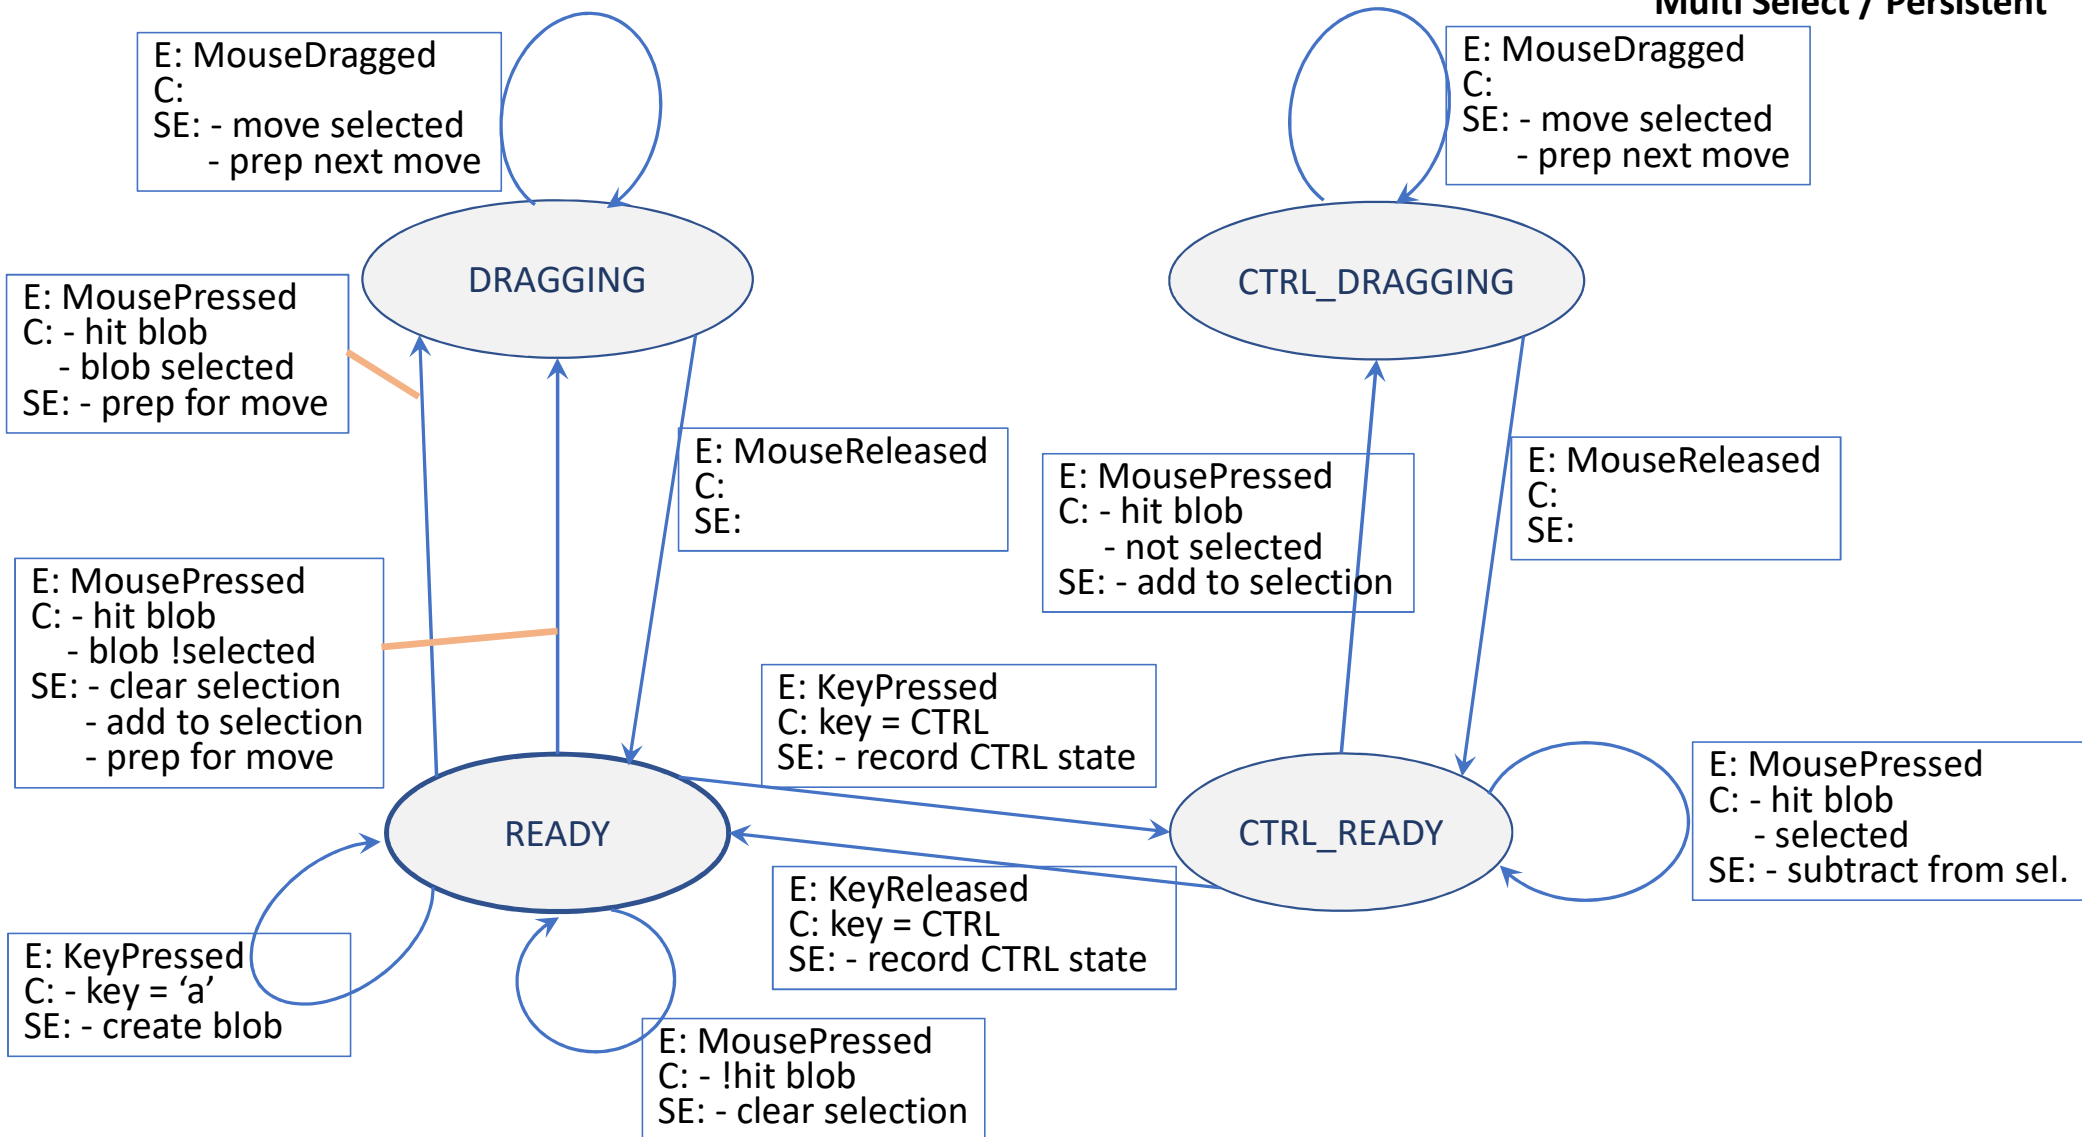 Multi Select / Persistent
E: MouseDragged
C:
SE: - move selected
- prep next move
E: MouseDragged
C:
SE: - move selected
- prep next move
DRAGGING
CTRL_DRAGGING
E: MousePressed
C: - hit blob
- blob selected
SE: - prep for move
E: MouseReleased
C:
SE:
E: MousePressed
C: - hit blob
- not selected
SE: - add to selection
E: MouseReleased
C:
SE:
E: MousePressed
C: - hit blob
- blob !selected
SE: - clear selection
- add to selection
- prep for move
E: KeyPressed
C: key = CTRL
SE: - record CTRL state
READY
CTRL_READY
E: MousePressed
C: - hit blob
- selected
SE: - subtract from sel.
E: KeyReleased
C: key = CTRL
SE: - record CTRL state
E: KeyPressed
C: - key = ‘a’
SE: - create blob
E: MousePressed
C: - !hit blob
SE: - clear selection